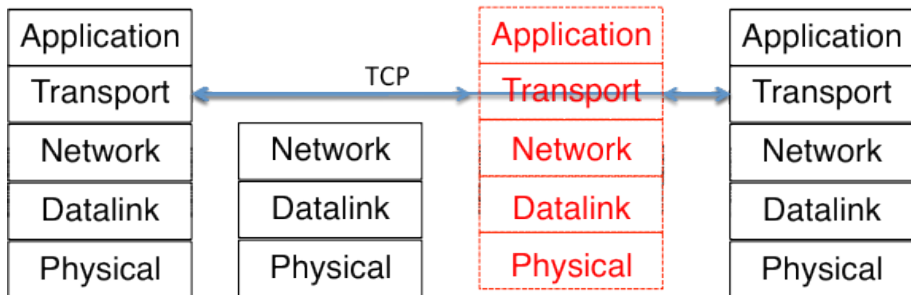 Application
Transport
Network
Datalink
Physical
TCP
Network
Datalink
Physical
Application
Transport
Network
Datalink
Physical
Application
Transport
Network
Datalink
Physical